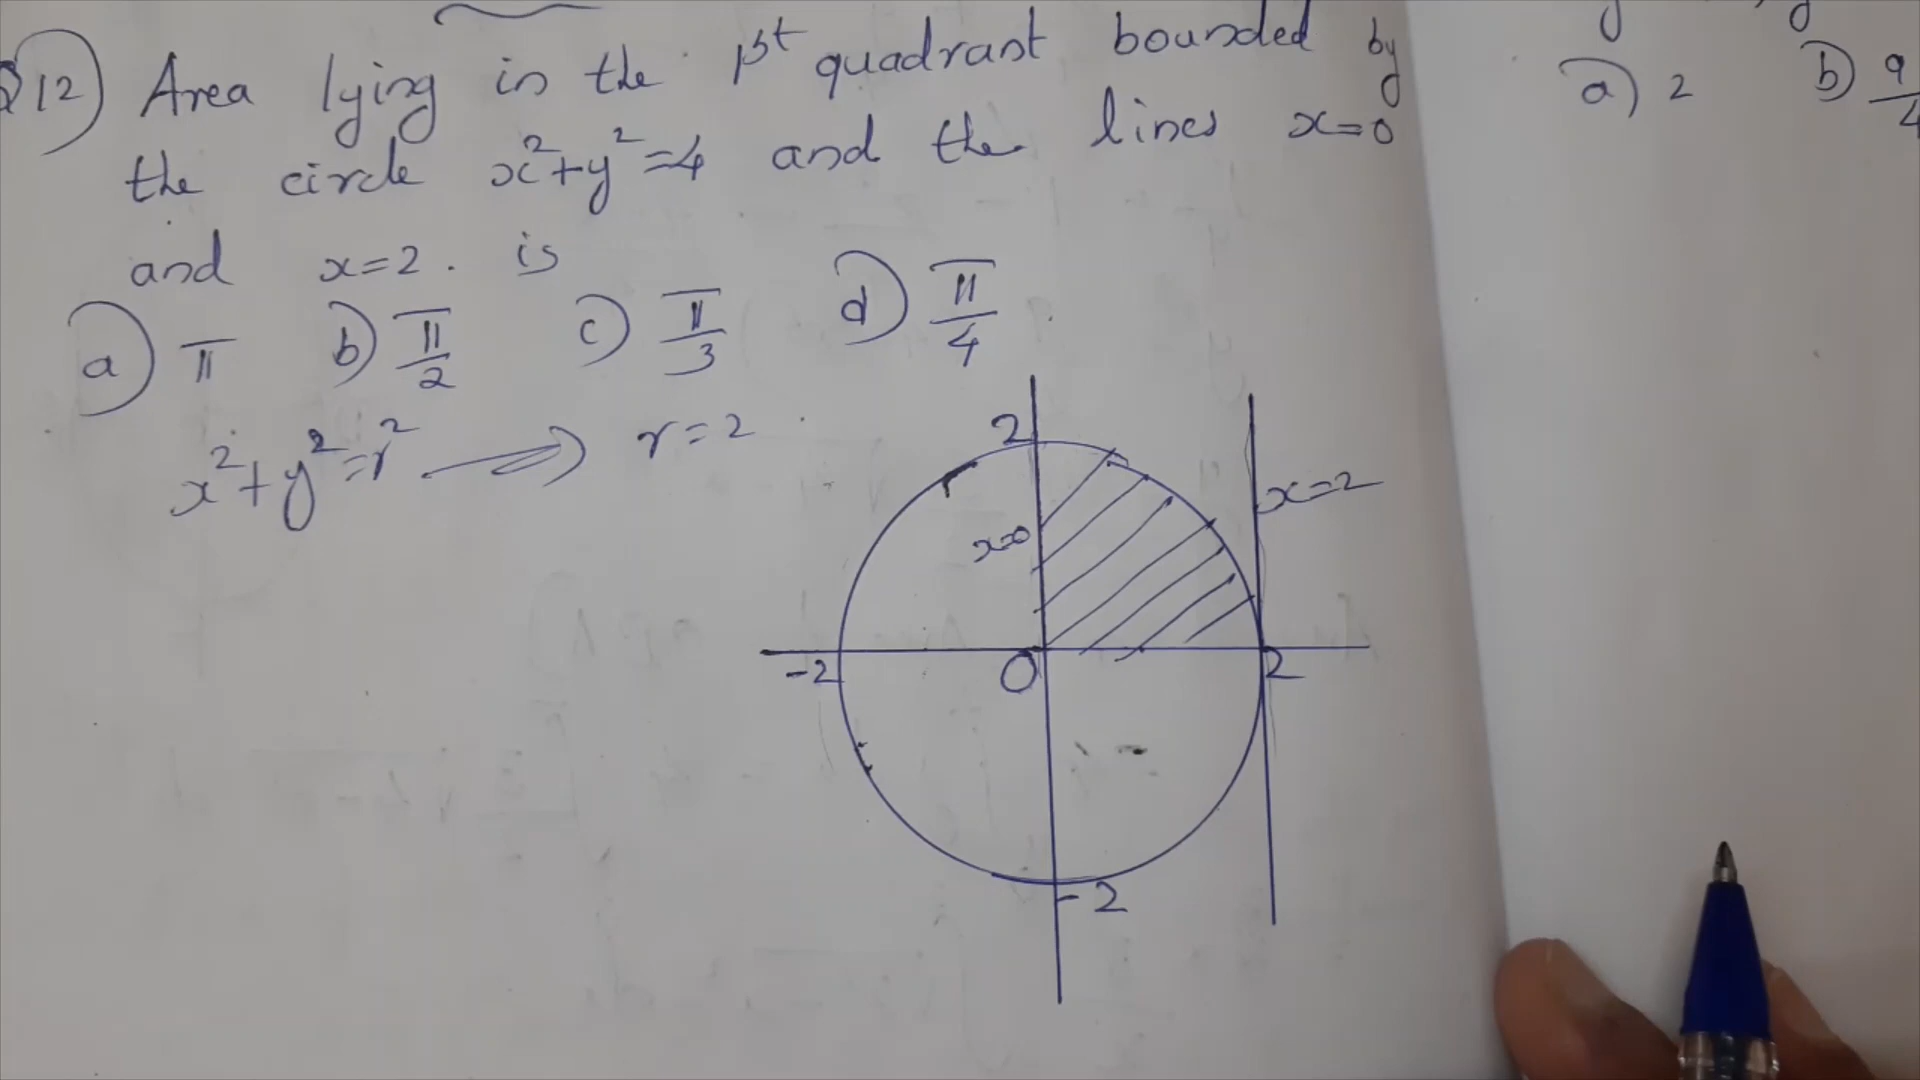 Q12) Area lying in the 1st quadrant bounded by
the circle x²+y²=4 and the lines x=0
and x=2. is
a) π b) π/2 c) π/3 d) π/4
x²+y²=r² ⟹ r=2
2
x=0
x=2
-2 O 2
-2
a) 2 b) 9/4